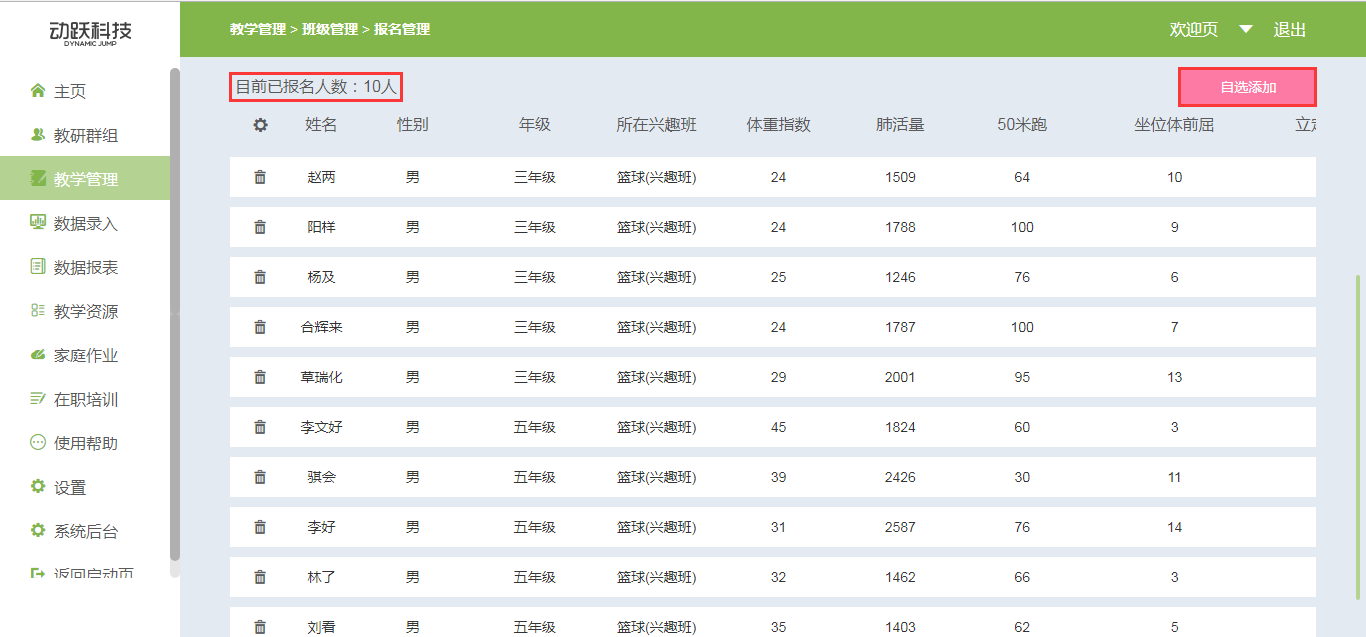 动跃科技
DYNAMIC JUMP
教学管理 > 班级管理 > 报名管理
欢迎页
退出
主页
教研群组
教学管理
数据录入
数据报表
教学资源
家庭作业
在职培训
使用帮助
设置
系统后台
返回启动页
目前已报名人数：10人
自选添加
姓名 性别 年级 所在兴趣班 体重指数 肺活量 50米跑 坐位体前屈 立定
赵两 男 三年级 篮球(兴趣班) 24 1509 64 10
阳样 男 三年级 篮球(兴趣班) 24 1788 100 9
杨及 男 三年级 篮球(兴趣班) 25 1246 76 6
合辉来 男 三年级 篮球(兴趣班) 24 1787 100 7
草瑞化 男 三年级 篮球(兴趣班) 29 2001 95 13
李文好 男 五年级 篮球(兴趣班) 45 1824 60 3
骐会 男 五年级 篮球(兴趣班) 39 2426 30 11
李好 男 五年级 篮球(兴趣班) 31 2587 76 14
林了 男 五年级 篮球(兴趣班) 32 1462 66 3
刘看 男 五年级 篮球(兴趣班) 35 1403 62 5